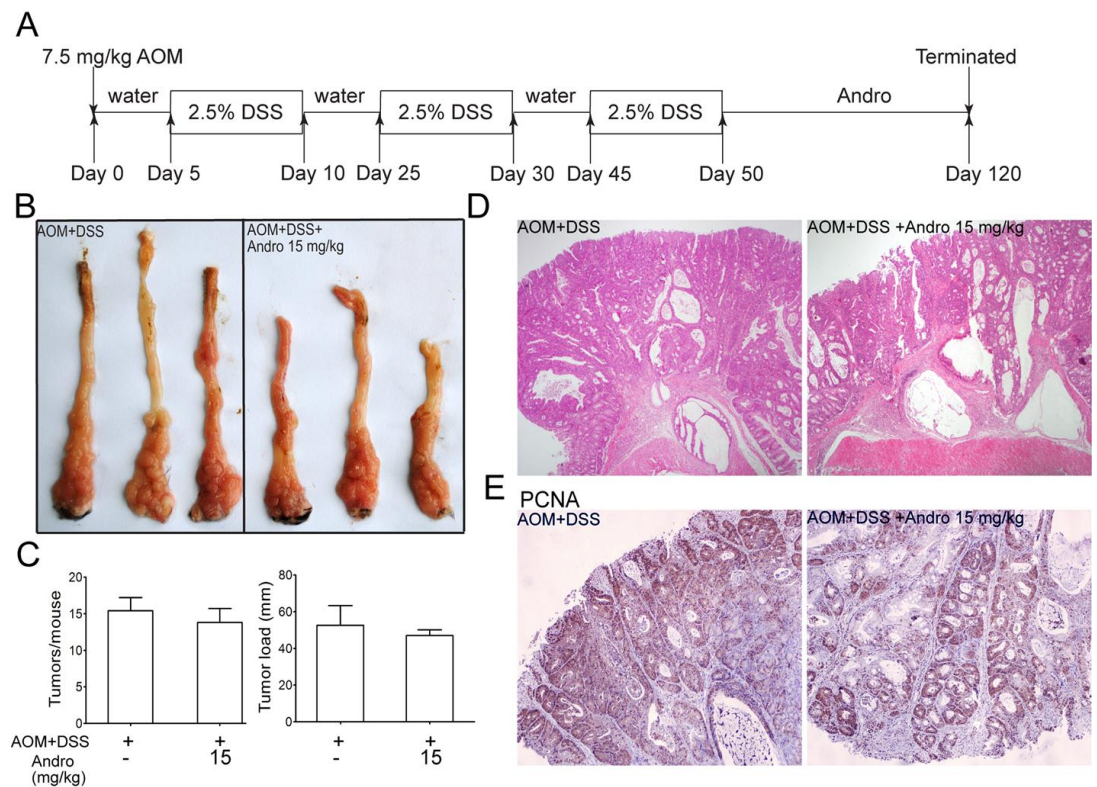 A
7.5 mg/kg AOM
Terminated
water
2.5% DSS
water
2.5% DSS
water
2.5% DSS
Andro
Day 0
Day 5
Day 10
Day 25
Day 30
Day 45
Day 50
Day 120
B
AOM+DSS
AOM+DSS+
Andro 15 mg/kg
C
Tumors/mouse
20
15
10
5
0
Tumor load (mm)
80
60
40
20
0
AOM+DSS + + + +
Andro - 15 - 15
(mg/kg)
D
AOM+DSS
AOM+DSS +Andro 15 mg/kg
E PCNA
AOM+DSS
AOM+DSS +Andro 15 mg/kg